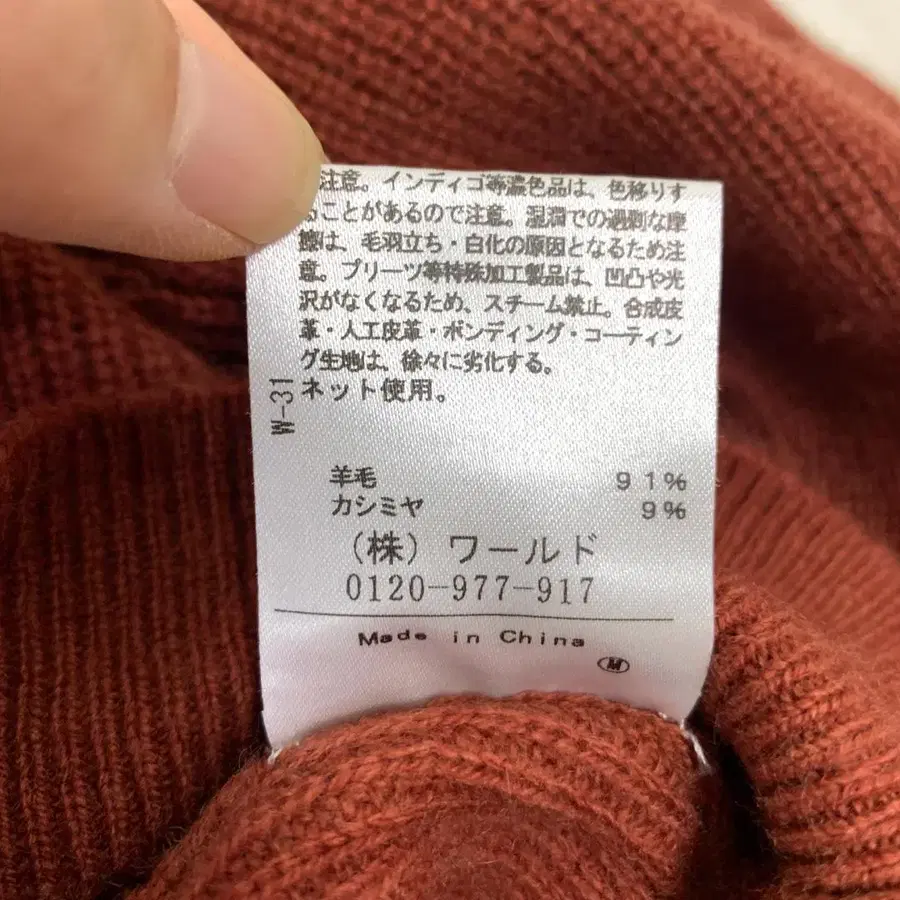 注意。インディゴ等濃色品は、色移りす
ることがあるので注意。湿潤での過剰な摩
擦は、毛羽立ち・白化の原因となるため注
意。プリーツ等特殊加工製品は、凹凸や光
沢がなくなるため、スチーム禁止。合成皮
革・人工皮革・ボンディング・コーティン
グ生地は、徐々に劣化する。
ネット使用。
W-31
羊毛 91%
カシミヤ 9%
(株) ワールド
0120-977-917
Made in China
M